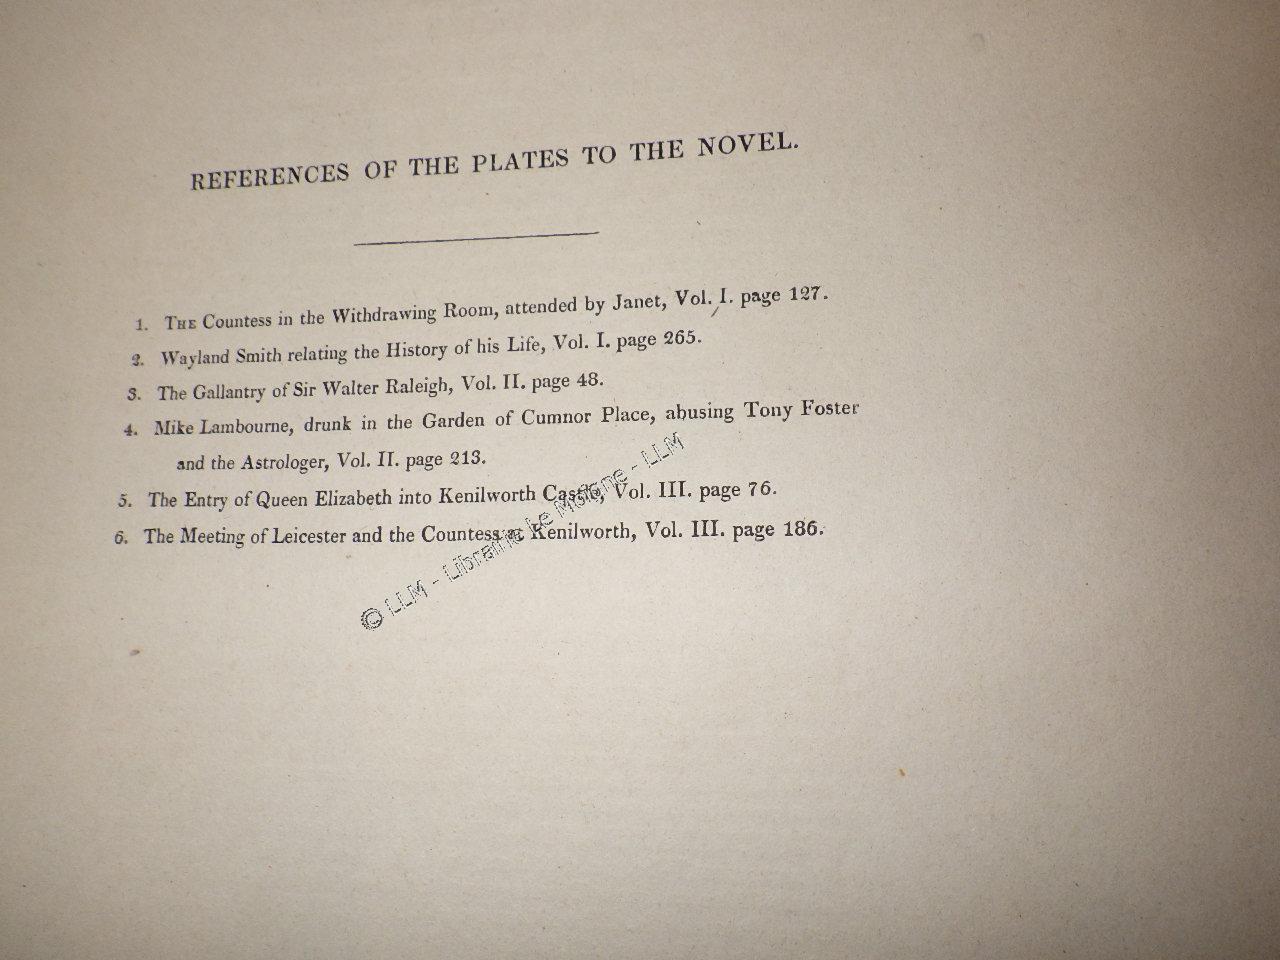 REFERENCES OF THE PLATES TO THE NOVEL.
1. THE Countess in the Withdrawing Room, attended by Janet, Vol. I. page 127.
2. Wayland Smith relating the History of his Life, Vol. I. page 265.
3. The Gallantry of Sir Walter Raleigh, Vol. II. page 48.
4. Mike Lambourne, drunk in the Garden of Cumnor Place, abusing Tony Foster
and the Astrologer, Vol. II. page 213.
5. The Entry of Queen Elizabeth into Kenilworth Castle, Vol. III. page 76.
6. The Meeting of Leicester and the Countess at Kenilworth, Vol. III. page 186.
© LLM - Librairie Le Moigne - LLM